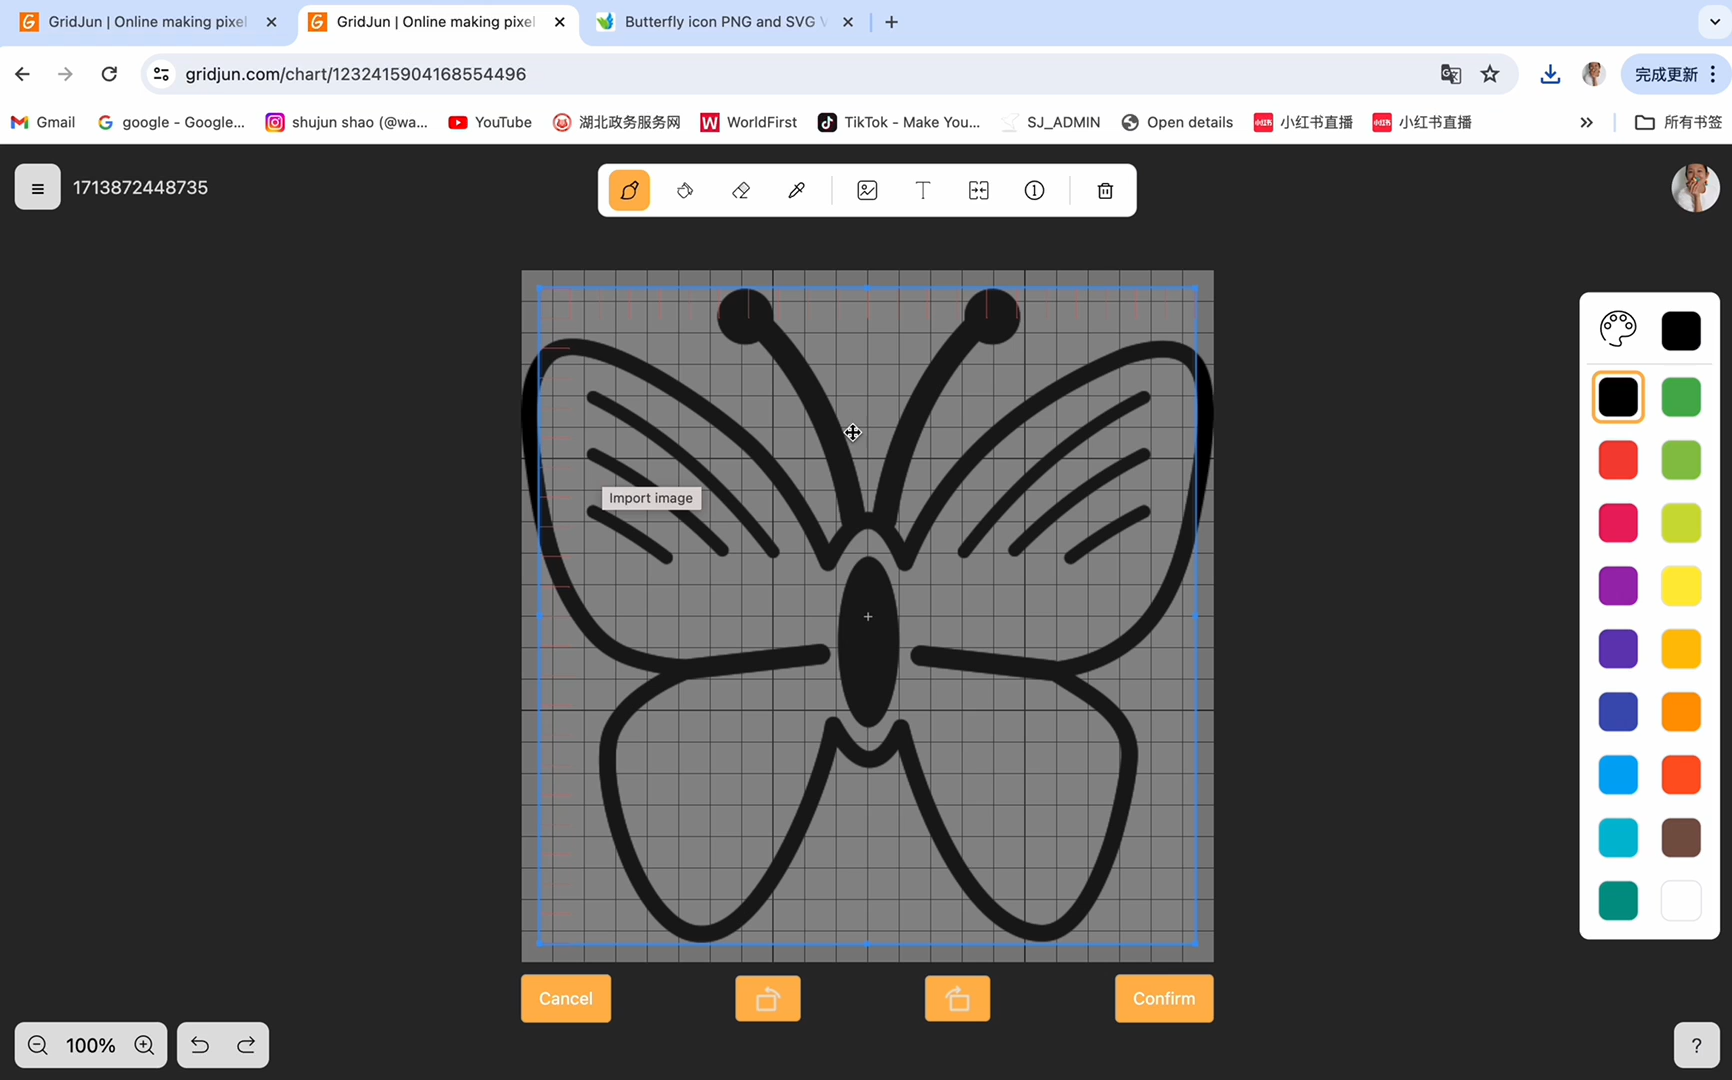 GridJun | Online making pixel
GridJun | Online making pixel
Butterfly icon PNG and SVG V
gridjun.com/chart/1232415904168554496
完成更新
Gmail
google - Google...
shujun shao (@wa...
YouTube
湖北政务服务网
WorldFirst
TikTok - Make You...
SJ_ADMIN
Open details
小红书直播
小红书直播
所有书签
1713872448735
T
1
Import image
Cancel
Confirm
100%
?